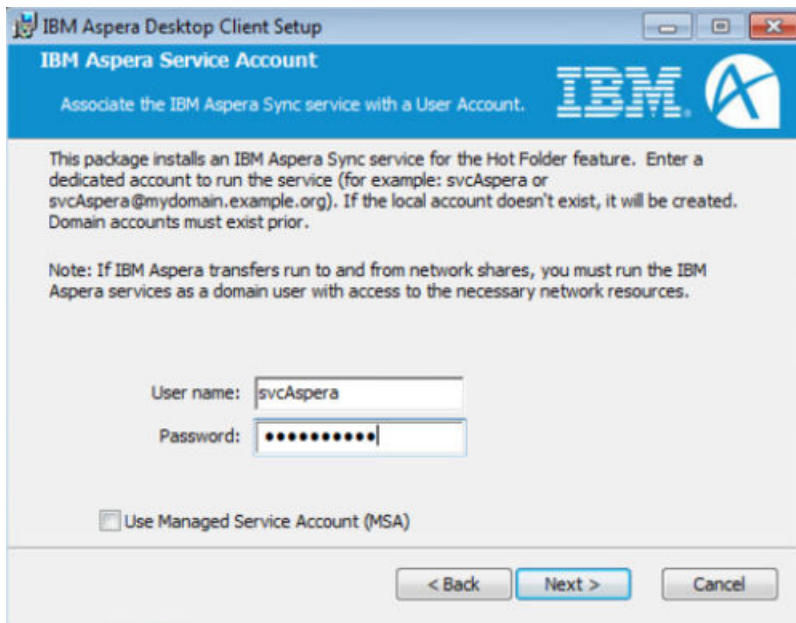 IBM Aspera Desktop Client Setup
IBM Aspera Service Account
Associate the IBM Aspera Sync service with a User Account.
IBM.
This package installs an IBM Aspera Sync service for the Hot Folder feature. Enter a
dedicated account to run the service (for example: svcAspera or
svcAspera@mydomain.example.org). If the local account doesn't exist, it will be created.
Domain accounts must exist prior.
Note: If IBM Aspera transfers run to and from network shares, you must run the IBM
Aspera services as a domain user with access to the necessary network resources.
User name: svcAspera
Password: ●●●●●●●●●●
Use Managed Service Account (MSA)
< Back Next > Cancel